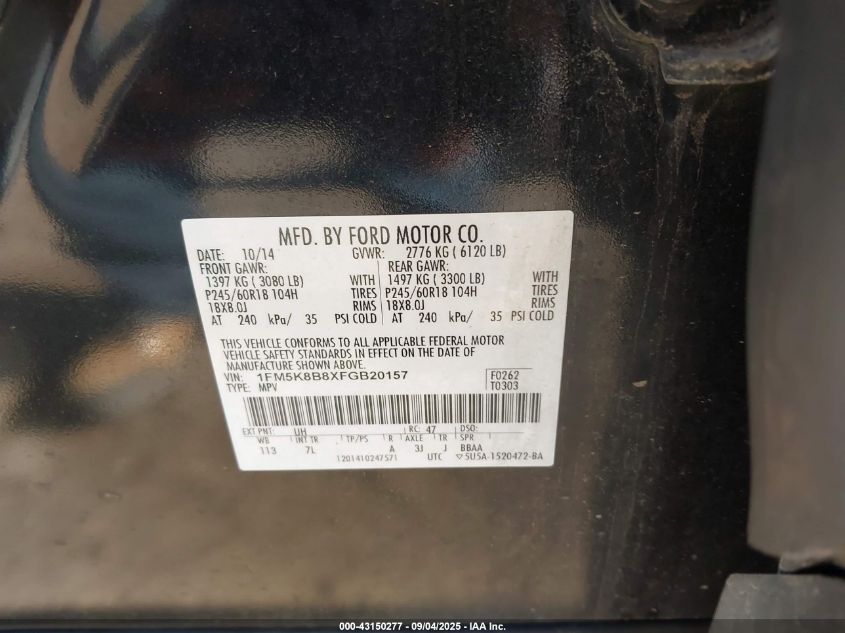 MFD. BY FORD MOTOR CO.
DATE: 10/14 GVWR: 2776 KG ( 6120 LB)
FRONT GAWR: REAR GAWR:
1397 KG ( 3080 LB) WITH 1497 KG ( 3300 LB) WITH
P245/60R18 104H TIRES P245/60R18 104H TIRES
18X8.0J RIMS 18X8.0J RIMS
AT 240 kPa/ 35 PSI COLD AT 240 kPa/ 35 PSI COLD
THIS VEHICLE CONFORMS TO ALL APPLICABLE FEDERAL MOTOR
VEHICLE SAFETY STANDARDS IN EFFECT ON THE DATE OF
MANUFACTURE SHOWN ABOVE.
VIN: 1FM5K8B8XFGB20157 F0262
TYPE: MPV T0303
EXT PNT: UH RC: 47 DSO:
WB INT TR TP/PS R AXLE TR SPR
113 7L A 3J J BBAA
1201410247571 UTC ▽5U5A-1520472-BA
000-43150277 - 09/04/2025 - IAA Inc.